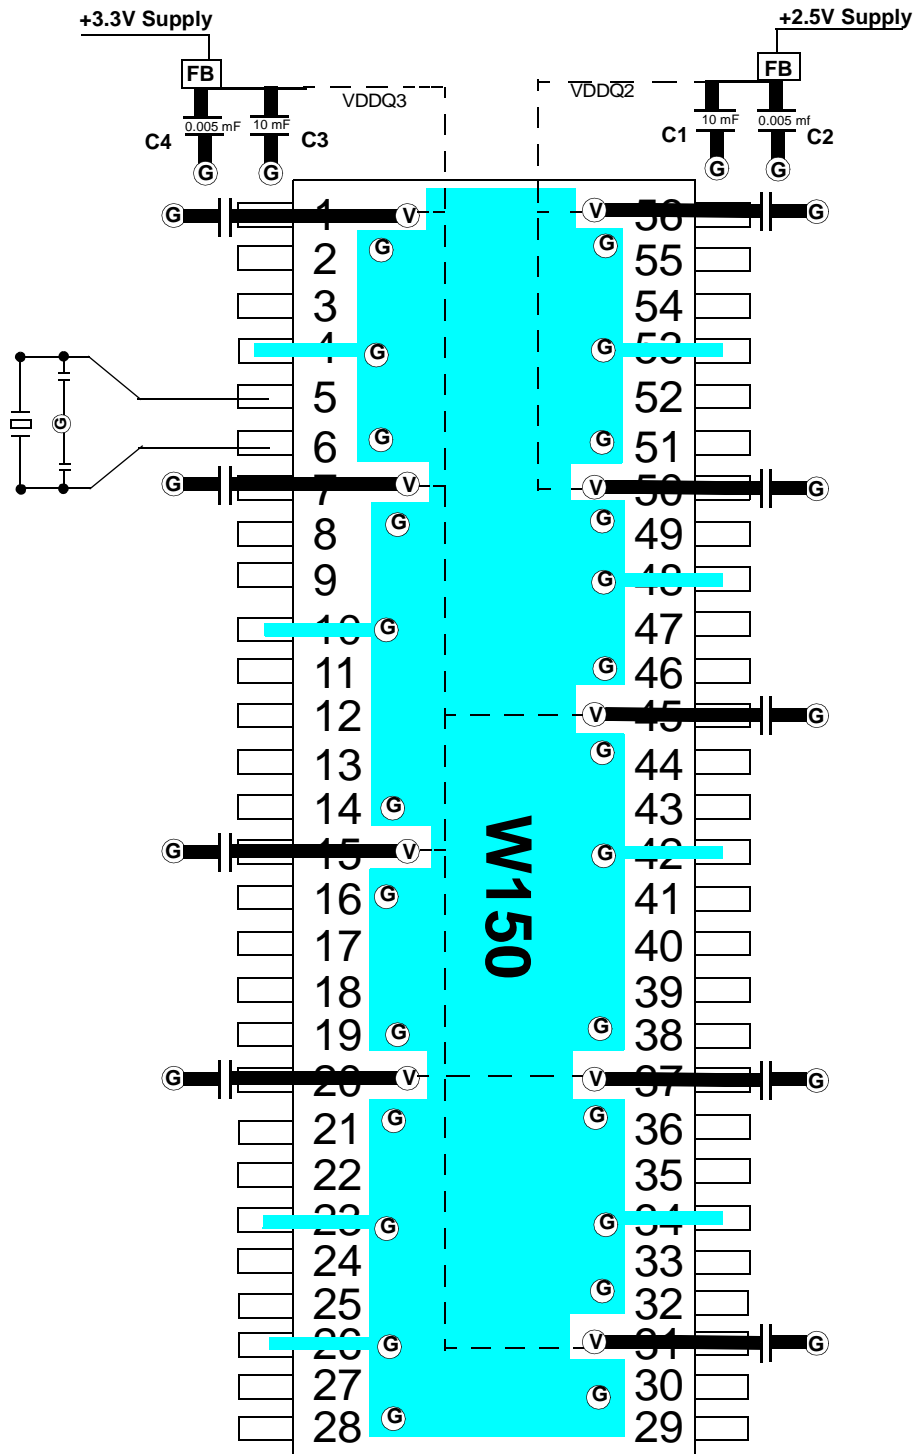 +3.3V Supply
+2.5V Supply
FB
FB
VDDQ3
VDDQ2
0.005 mF
10 mF
10 mF
0.005 mf
C4
C3
C1
C2
G
G
G
G
G
1
V
V
56
G
G
G
2
55
3
54
4
G
G
53
5
52
G
6
G
G
51
G
7
V
V
50
G
8
G
G
49
9
G
48
10
G
47
11
G
46
12
V
45
G
13
G
44
14
G
43
G
15
V
G
42
16
G
41
17
40
18
39
19
G
G
38
G
20
V
V
37
G
21
G
G
36
22
35
23
G
G
34
24
33
25
G
32
26
G
V
31
G
27
G
30
28
G
29
W150